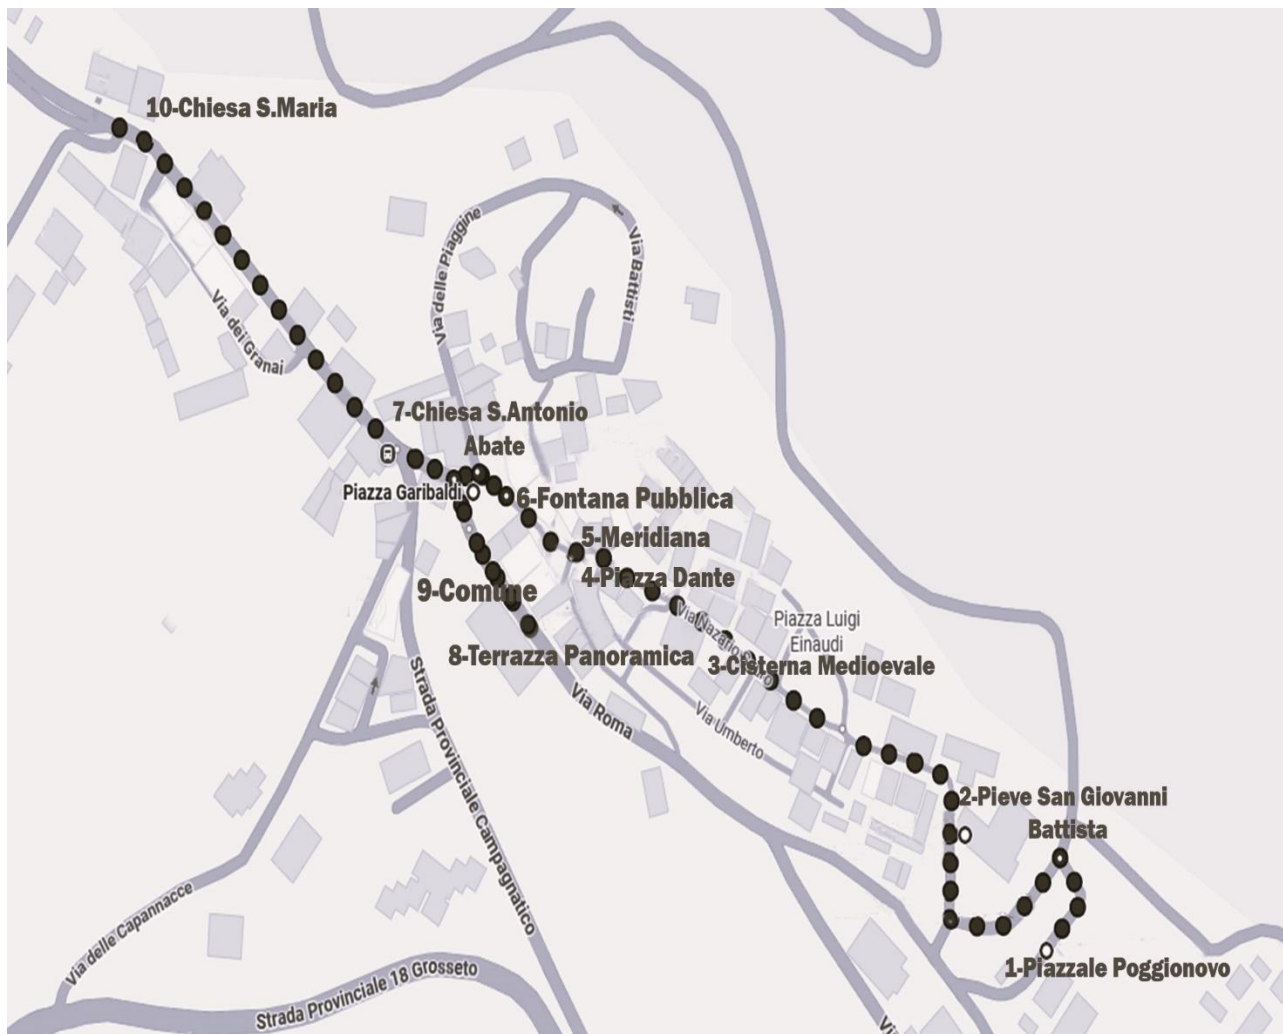 10-Chiesa S.Maria
Via delle Piaggine
Via Battisti
Via dei Granai
7-Chiesa S.Antonio
Abate
Piazza Garibaldi
6-Fontana Pubblica
5-Meridiana
4-Piazza Dante
9-Comune
Piazza Luigi
Einaudi
Via Nazario
8-Terrazza Panoramica
3-Cisterna Medioevale
Via Roma
Via Umberto
Strada Provinciale Campagnatico
2-Pieve San Giovanni
Battista
Via delle Capannacce
1-Piazzale Poggionovo
Strada Provinciale 18 Grosseto